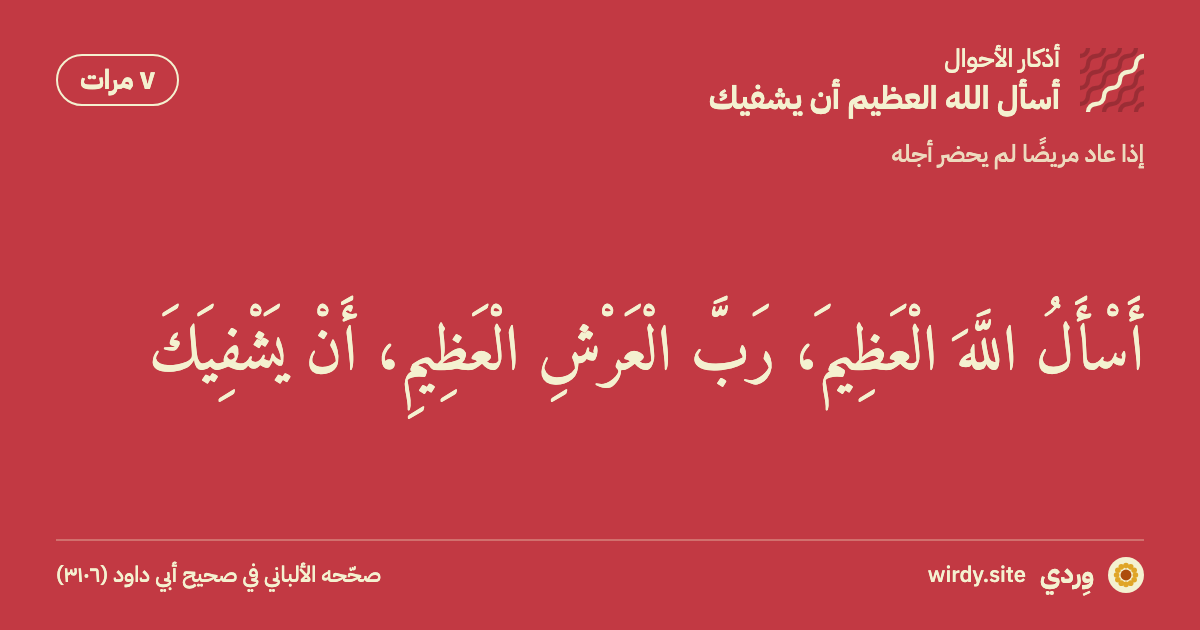 أذكار الأحوال
أسأل الله العظيم أن يشفيك
٧ مرات
إذا عاد مريضًا لم يحضر أجله
أَسْأَلُ اللَّهَ الْعَظِيمَ، رَبَّ الْعَرْشِ الْعَظِيمِ، أَنْ يَشْفِيَكَ
وِردي wirdy.site
صحّحه الألباني في صحيح أبي داود (٣١٠٦)